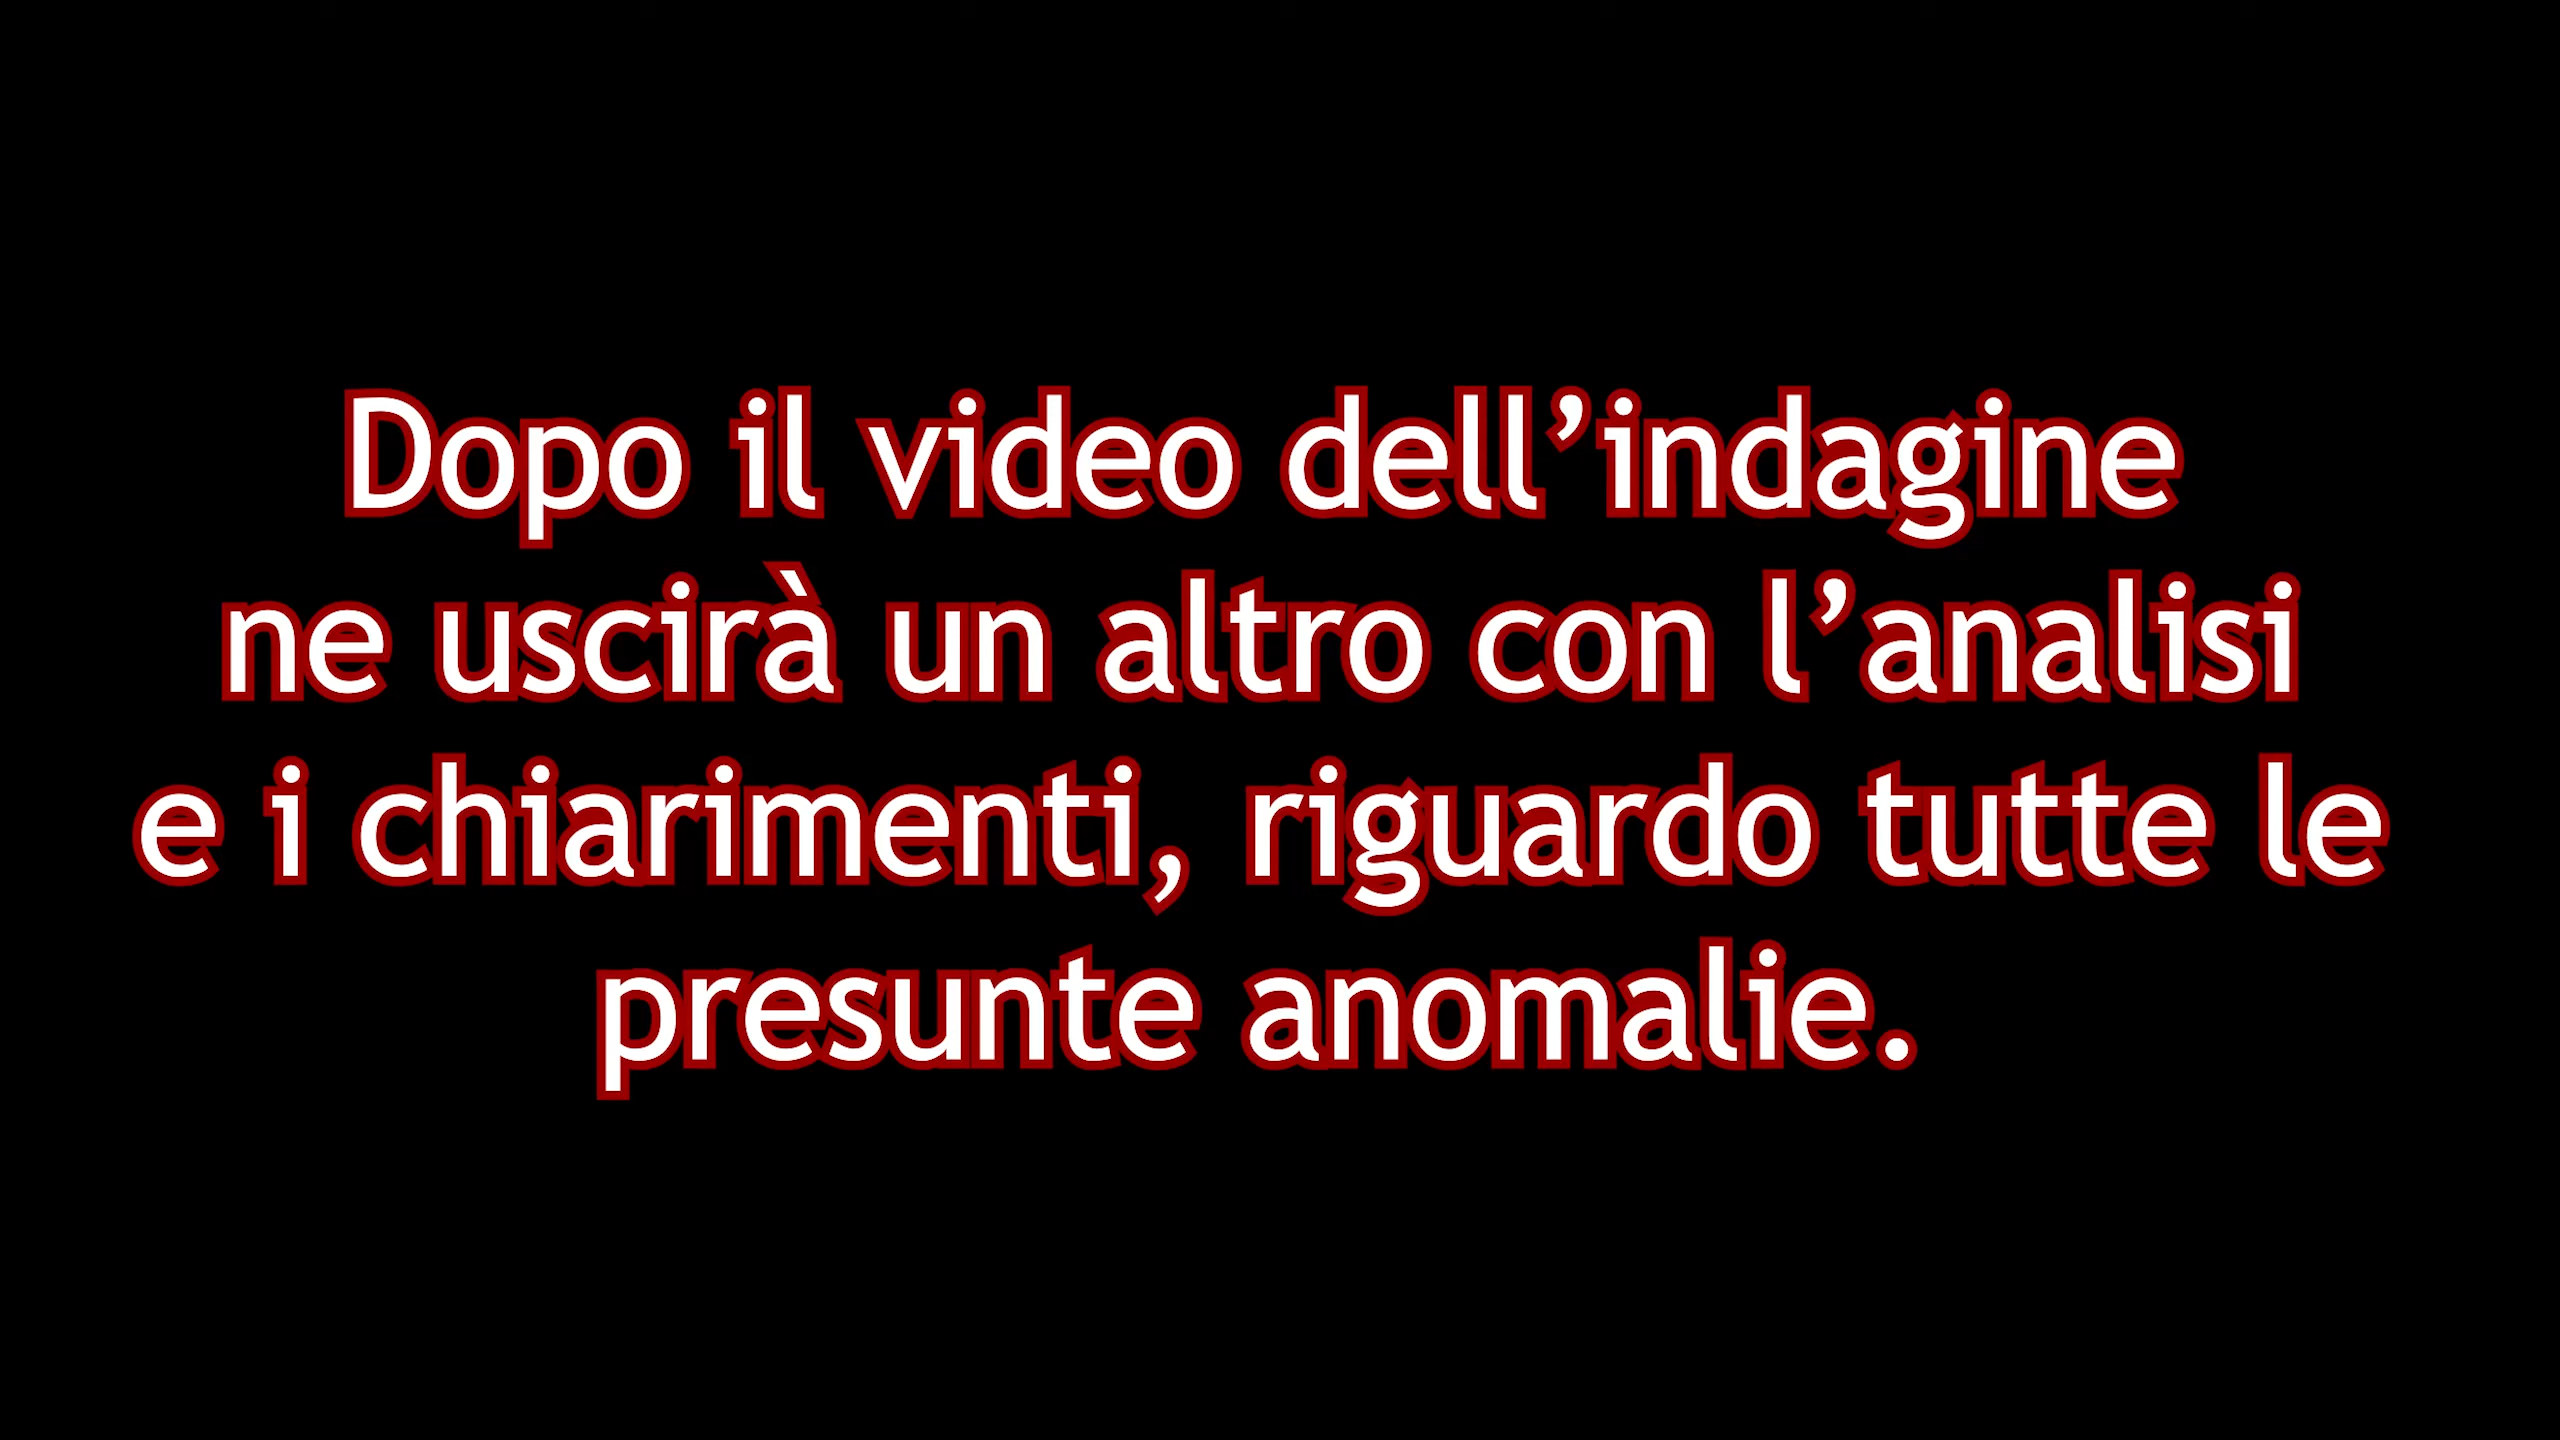 Dopo il video dell’indagine
ne uscirà un altro con l’analisi
e i chiarimenti, riguardo tutte le
presunte anomalie.